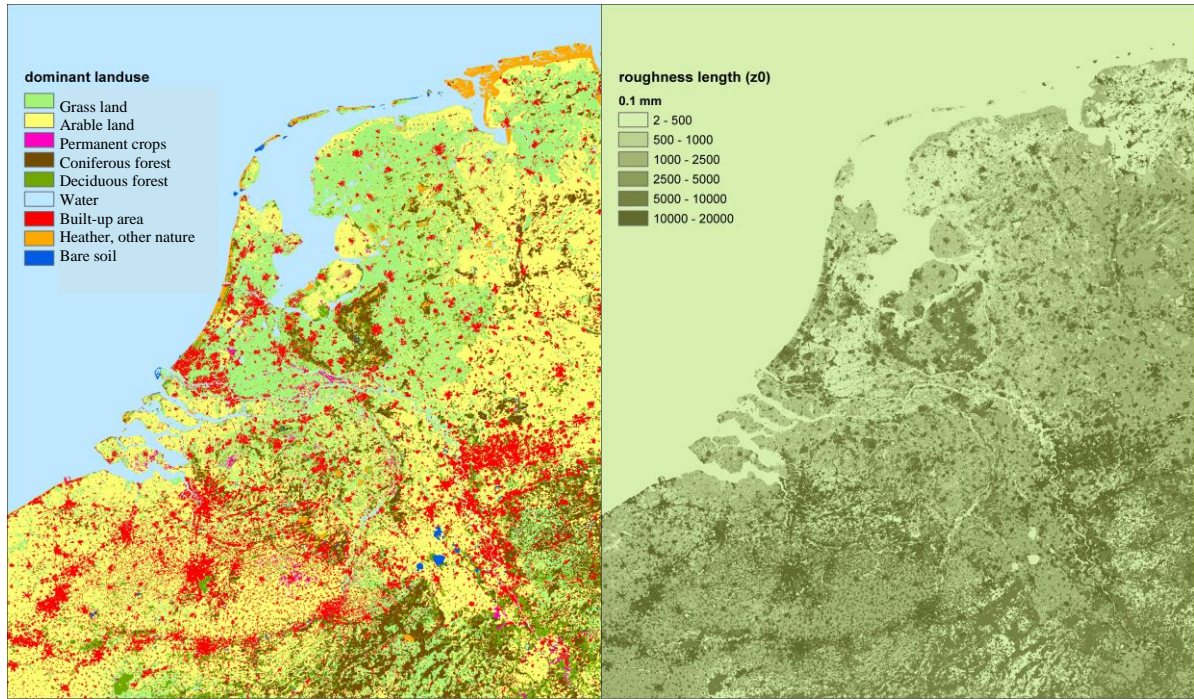 dominant landuse
Grass land
Arable land
Permanent crops
Coniferous forest
Deciduous forest
Water
Built-up area
Heather, other nature
Bare soil
roughness length (z0)
0.1 mm
2 - 500
500 - 1000
1000 - 2500
2500 - 5000
5000 - 10000
10000 - 20000